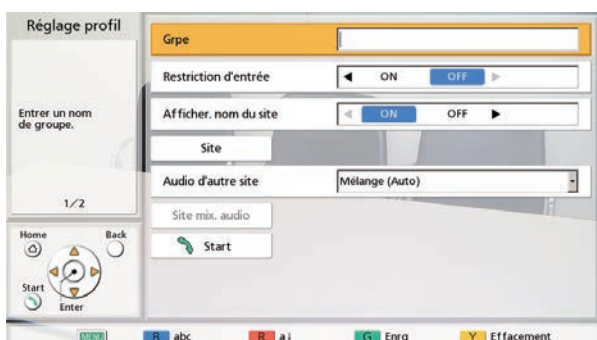 Réglage profil
Entrer un nom
de groupe.
1/2
Home
Back
Start
Enter
Grpe
Restriction d'entrée ON OFF
Afficher. nom du site ON OFF
Site
Audio d'autre site Mélange (Auto)
Site mix. audio
Start
MENU B abc R a↓ G Enrg Y Effacement